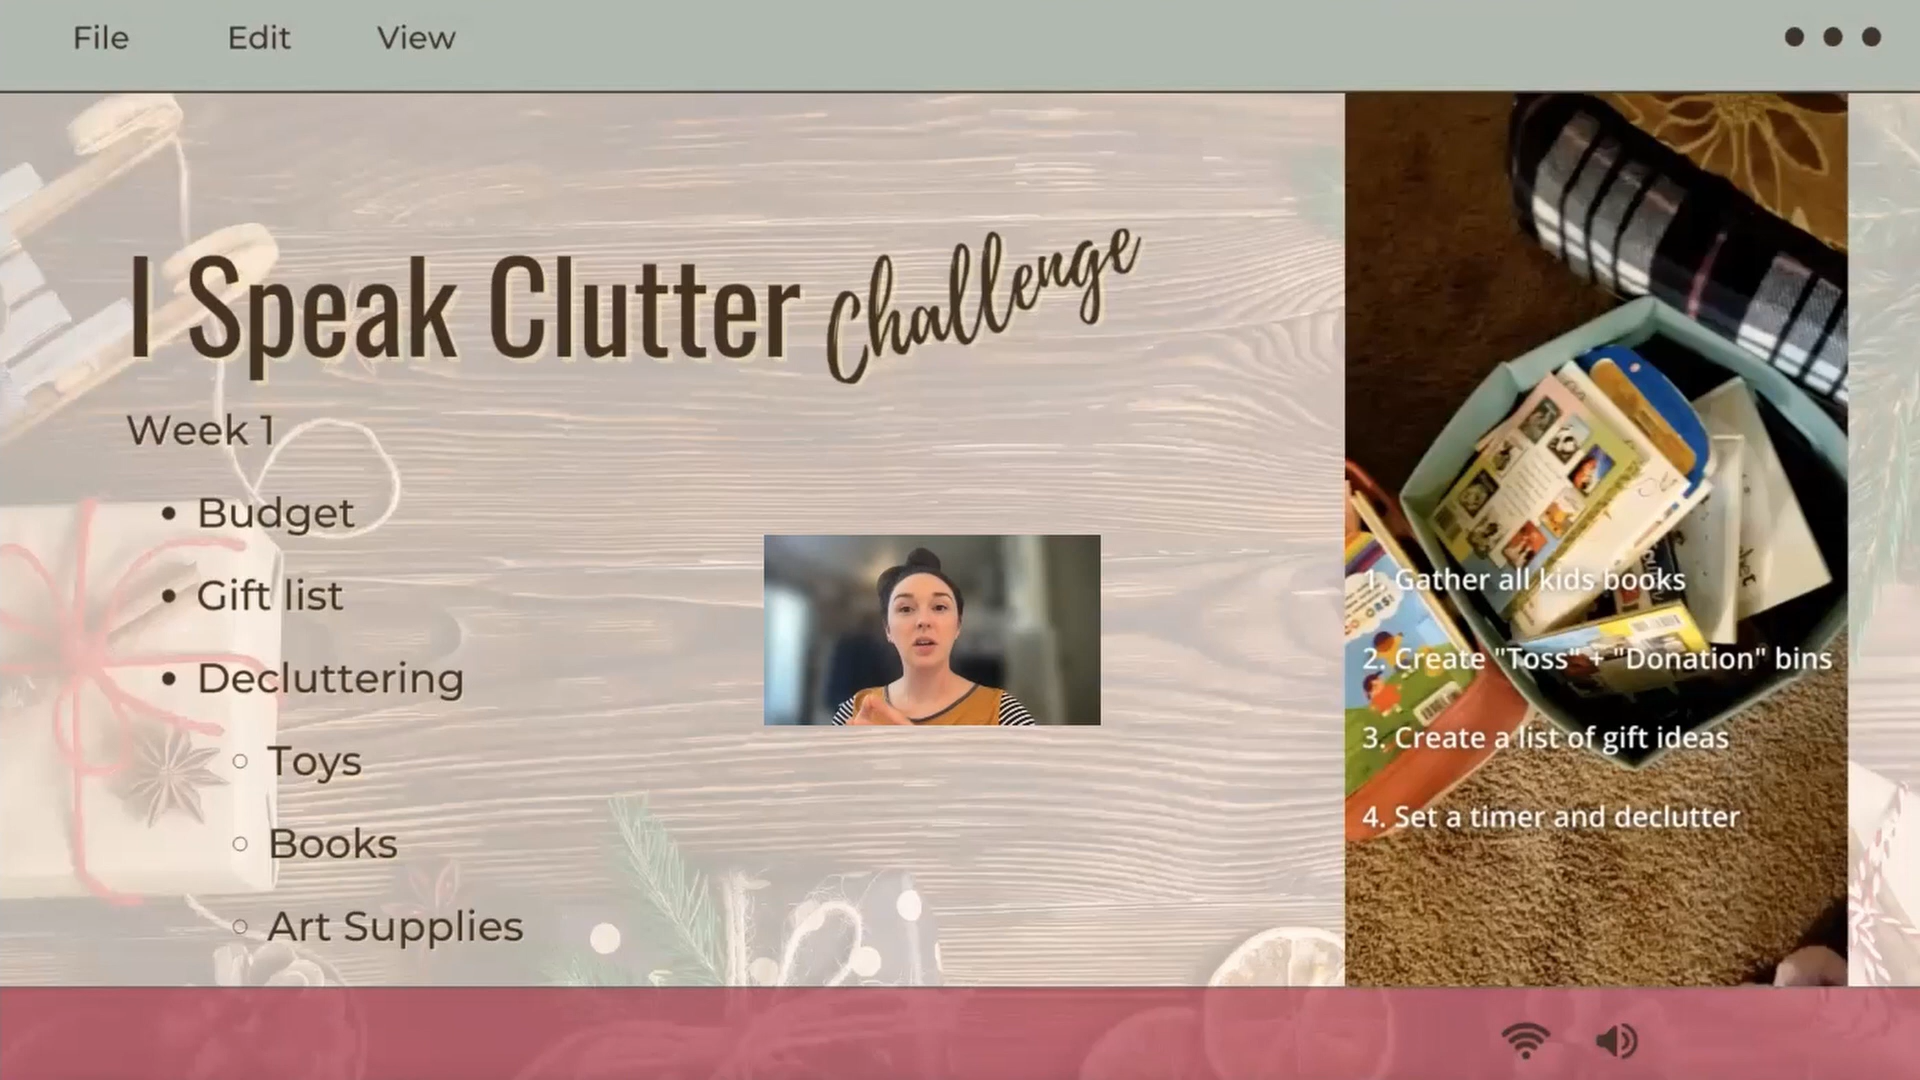 File Edit View
I Speak Clutter Challenge
Week 1
• Budget
• Gift list
• Decluttering
○ Toys
○ Books
○ Art Supplies
1. Gather all kids books
2. Create "Toss" + "Donation" bins
3. Create a list of gift ideas
4. Set a timer and declutter